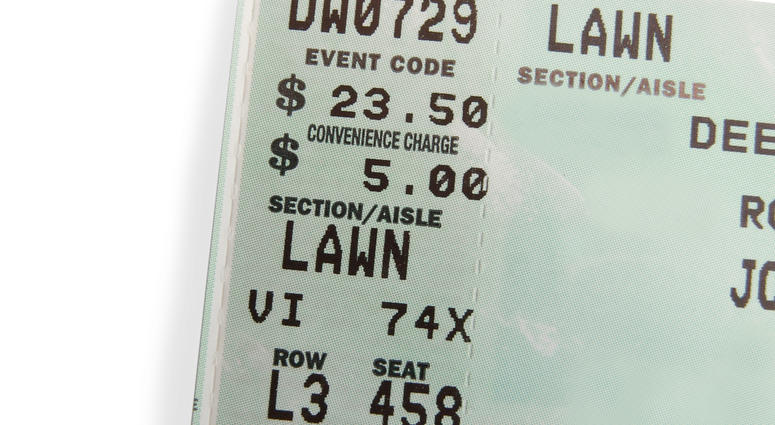 DW0729
EVENT CODE
$ 23.50
CONVENIENCE CHARGE
$ 5.00
SECTION/AISLE
LAWN
VI 74X
ROW SEAT
L3 458
LAWN
SECTION/AISLE